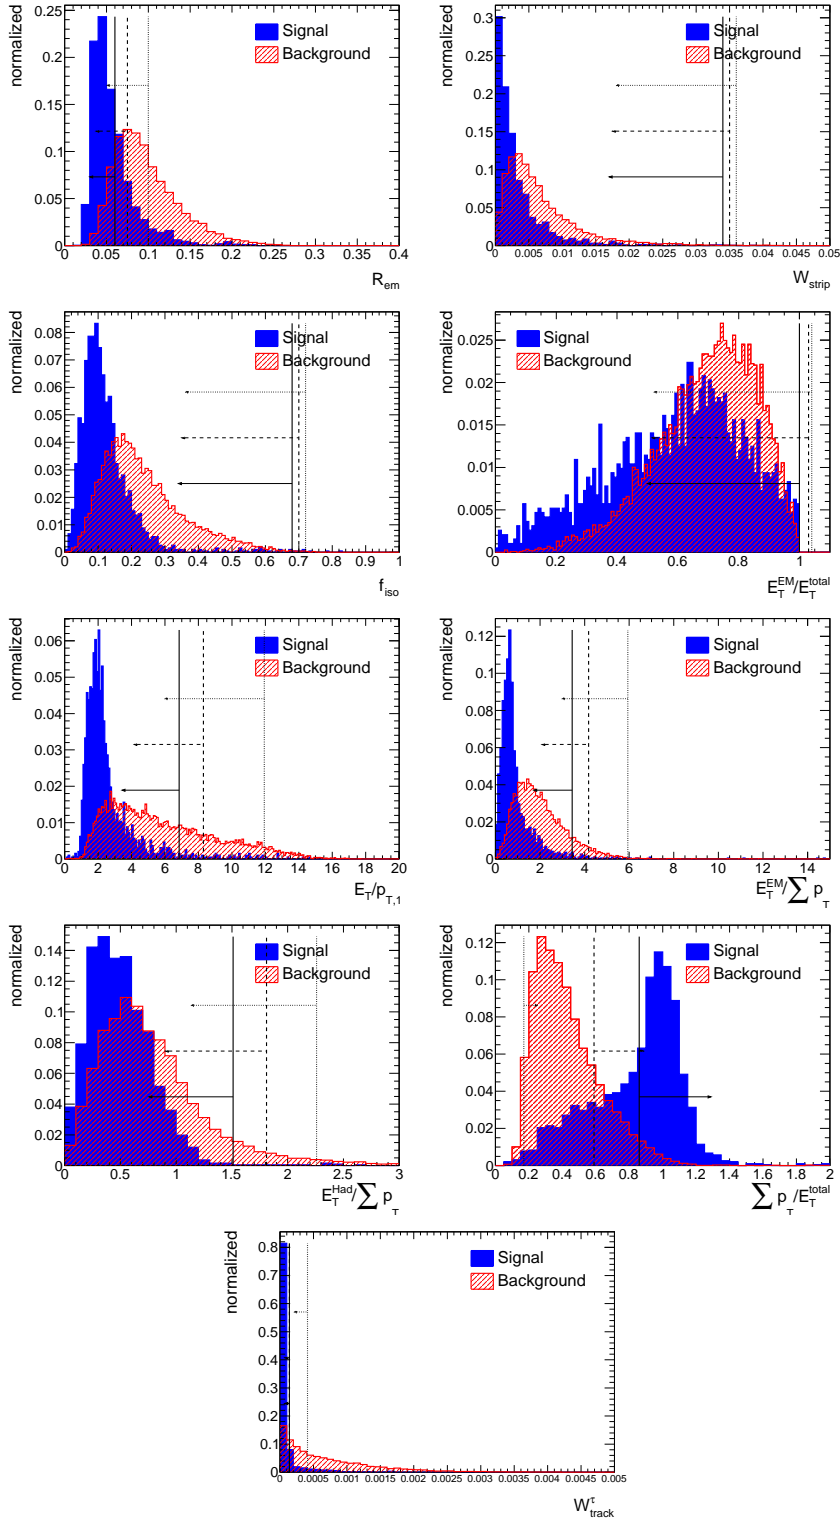 normalized
0.25
0.2
0.15
0.1
0.05
0
0 0.05 0.1 0.15 0.2 0.25 0.3 0.35 0.4
Signal
Background
R_em
normalized
0.3
0.25
0.2
0.15
0.1
0.05
0
0 0.005 0.01 0.015 0.02 0.025 0.03 0.035 0.04 0.045 0.05
Signal
Background
W_strip
normalized
0.08
0.07
0.06
0.05
0.04
0.03
0.02
0.01
0
0 0.1 0.2 0.3 0.4 0.5 0.6 0.7 0.8 0.9 1
Signal
Background
f_iso
normalized
0.025
0.02
0.015
0.01
0.005
0
0 0.2 0.4 0.6 0.8 1
Signal
Background
E_T^EM/E_T^total
normalized
0.06
0.05
0.04
0.03
0.02
0.01
0
0 2 4 6 8 10 12 14 16 18 20
Signal
Background
E_T/p_T,1
normalized
0.12
0.1
0.08
0.06
0.04
0.02
0
0 2 4 6 8 10 12 14
Signal
Background
E_T^EM/∑ p_T
normalized
0.14
0.12
0.1
0.08
0.06
0.04
0.02
0
0 0.5 1 1.5 2 2.5 3
Signal
Background
E_T^Had/∑ p_T
normalized
0.12
0.1
0.08
0.06
0.04
0.02
0
0 0.2 0.4 0.6 0.8 1 1.2 1.4 1.6 1.8 2
Signal
Background
∑ p_T/E_T^total
normalized
0.8
0.7
0.6
0.5
0.4
0.3
0.2
0.1
0
0 0.0005 0.001 0.0015 0.002 0.0025 0.003 0.0035 0.004 0.0045 0.005
Signal
Background
W_track^τ